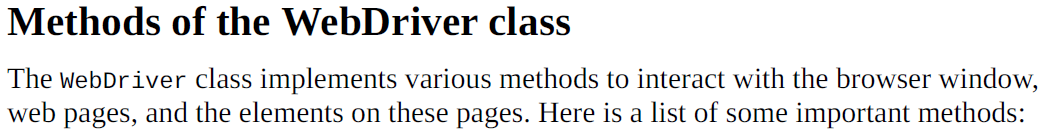 Methods of the WebDriver class
The WebDriver class implements various methods to interact with the browser window,
web pages, and the elements on these pages. Here is a list of some important methods: